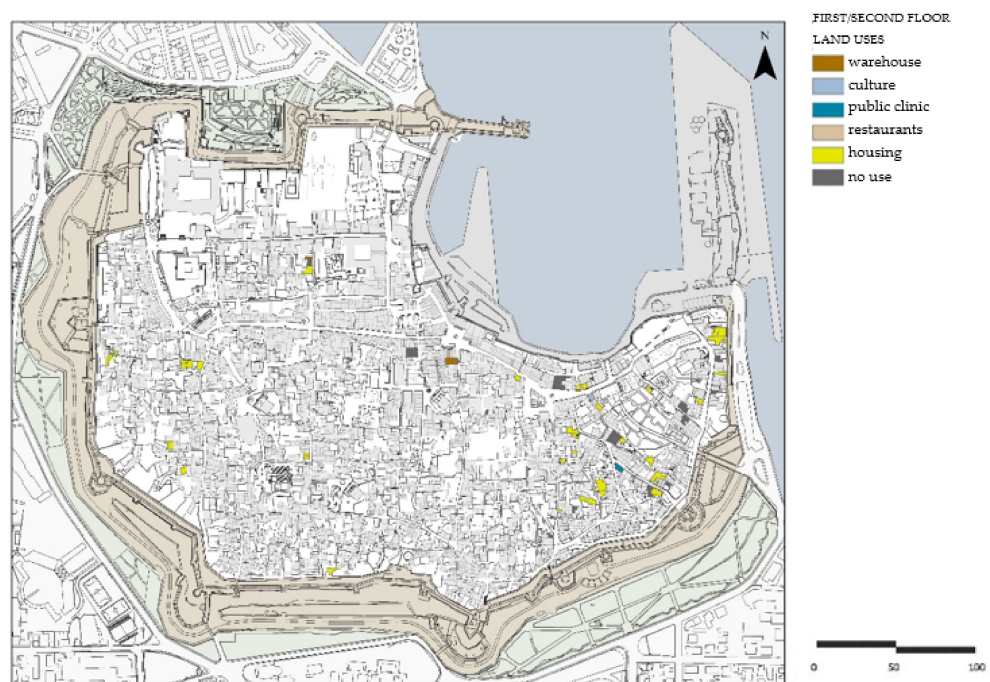 FIRST/SECOND FLOOR
LAND USES
warehouse
culture
public clinic
restaurants
housing
no use
N
0 50 100